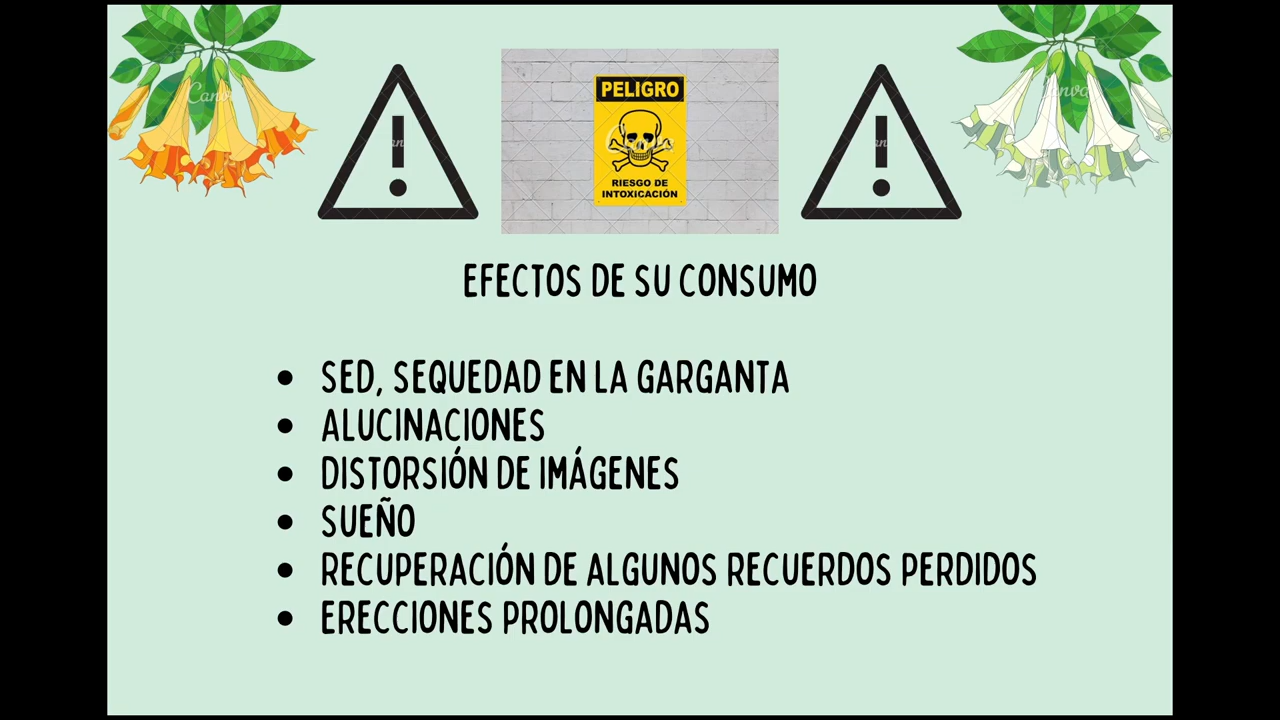 PELIGRO
RIESGO DE
INTOXICACIÓN
EFECTOS DE SU CONSUMO
• SED, SEQUEDAD EN LA GARGANTA
• ALUCINACIONES
• DISTORSIÓN DE IMÁGENES
• SUEÑO
• RECUPERACIÓN DE ALGUNOS RECUERDOS PERDIDOS
• ERECCIONES PROLONGADAS